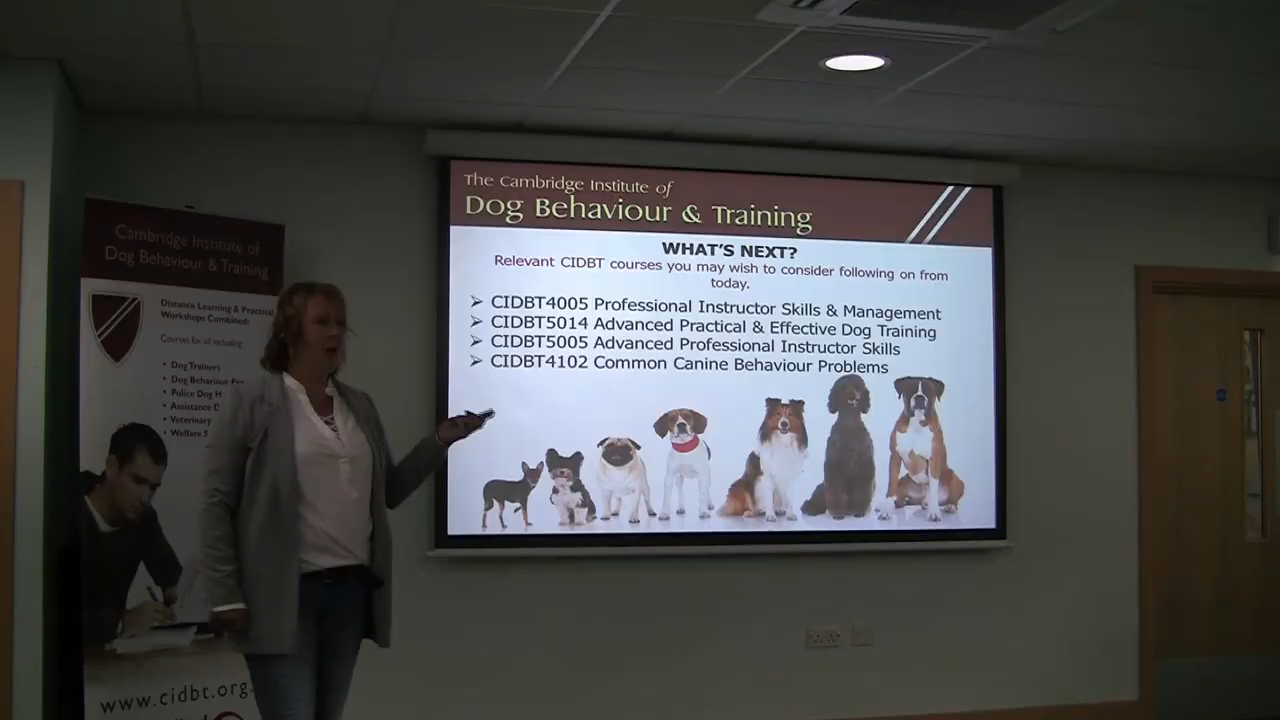 The Cambridge Institute of
Dog Behaviour & Training
WHAT'S NEXT?
Relevant CIDBT courses you may wish to consider following on from
today.
➢ CIDBT4005 Professional Instructor Skills & Management
➢ CIDBT5014 Advanced Practical & Effective Dog Training
➢ CIDBT5005 Advanced Professional Instructor Skills
➢ CIDBT4102 Common Canine Behaviour Problems
Cambridge Institute of
Dog Behaviour & Training
Distance Learning & Practical
Workshops Combined:
Courses for all including
• Dog Trainers
• Dog Behaviour
• Police Dog
• Assistance
• Veterinary
• Welfare
www.cidbt.org.